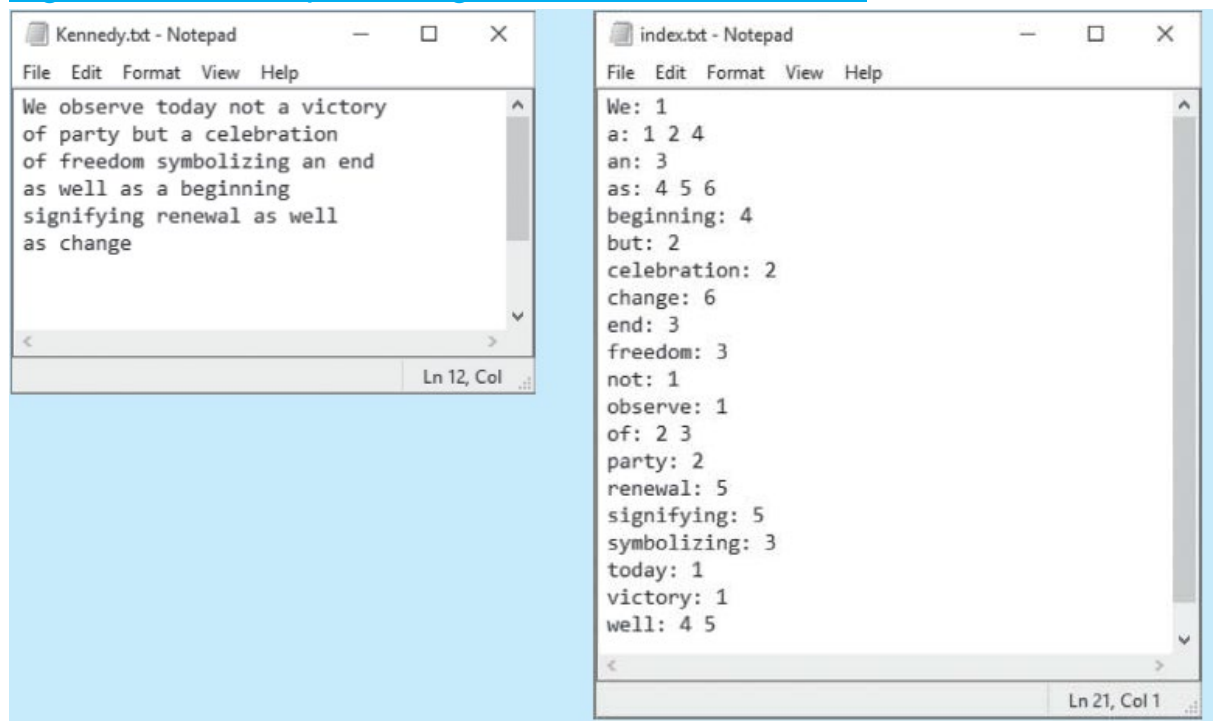 Kennedy.txt - Notepad
File Edit Format View Help
We observe today not a victory
of party but a celebration
of freedom symbolizing an end
as well as a beginning
signifying renewal as well
as change
Ln 12, Col
index.txt - Notepad
File Edit Format View Help
We: 1
a: 1 2 4
an: 3
as: 4 5 6
beginning: 4
but: 2
celebration: 2
change: 6
end: 3
freedom: 3
not: 1
observe: 1
of: 2 3
party: 2
renewal: 5
signifying: 5
symbolizing: 3
today: 1
victory: 1
well: 4 5
Ln 21, Col 1